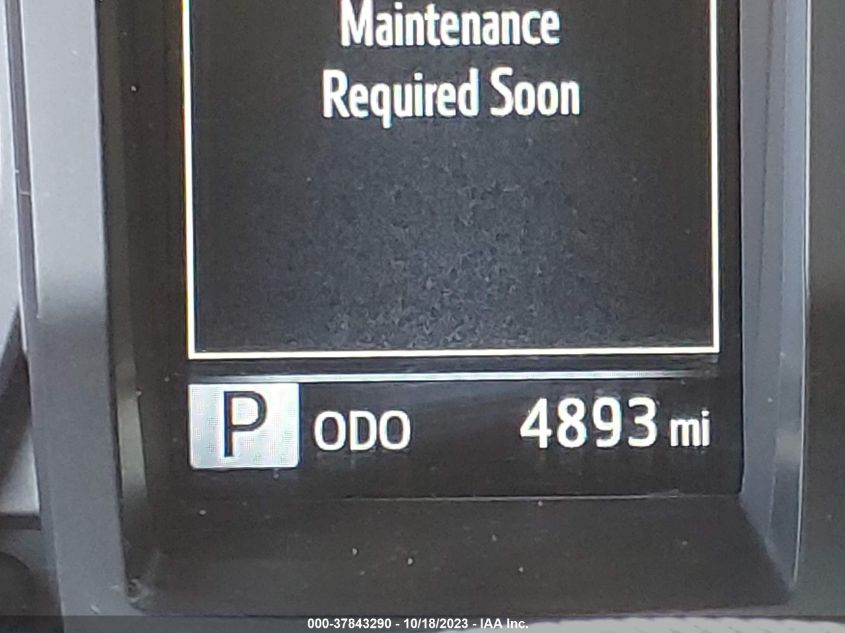 Maintenance
Required Soon
P ODO 4893 mi
000-37843290 - 10/18/2023 - IAA Inc.